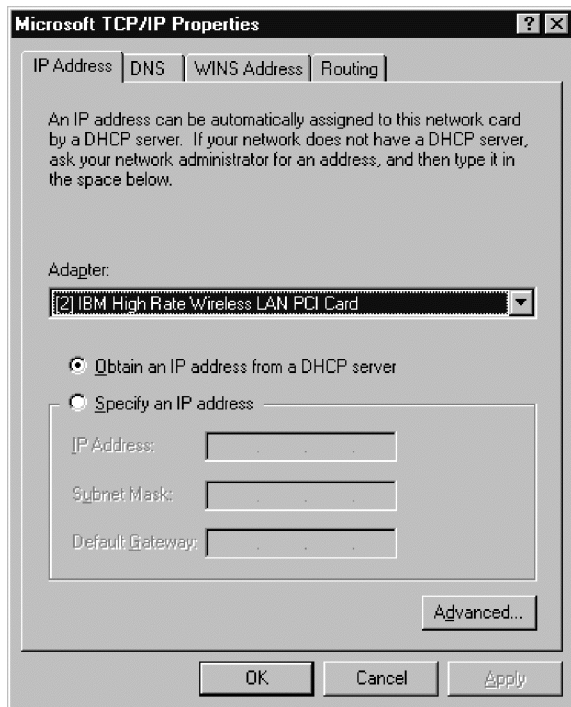 Microsoft TCP/IP Properties
IP Address DNS WINS Address Routing
An IP address can be automatically assigned to this network card
by a DHCP server. If your network does not have a DHCP server,
ask your network administrator for an address, and then type it in
the space below.
Adapter:
[2] IBM High Rate Wireless LAN PCI Card
Obtain an IP address from a DHCP server
Specify an IP address
IP Address:
Subnet Mask:
Default Gateway:
Advanced...
OK Cancel Apply